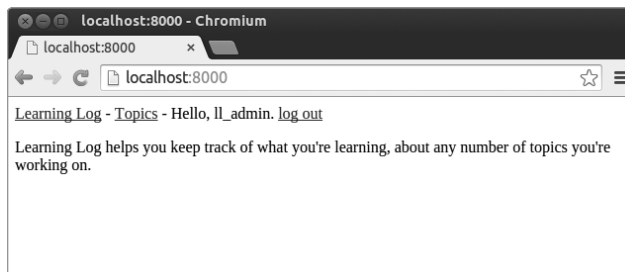 localhost:8000 - Chromium
localhost:8000
localhost:8000
Learning Log - Topics - Hello, ll_admin. log out
Learning Log helps you keep track of what you're learning, about any number of topics you're
working on.